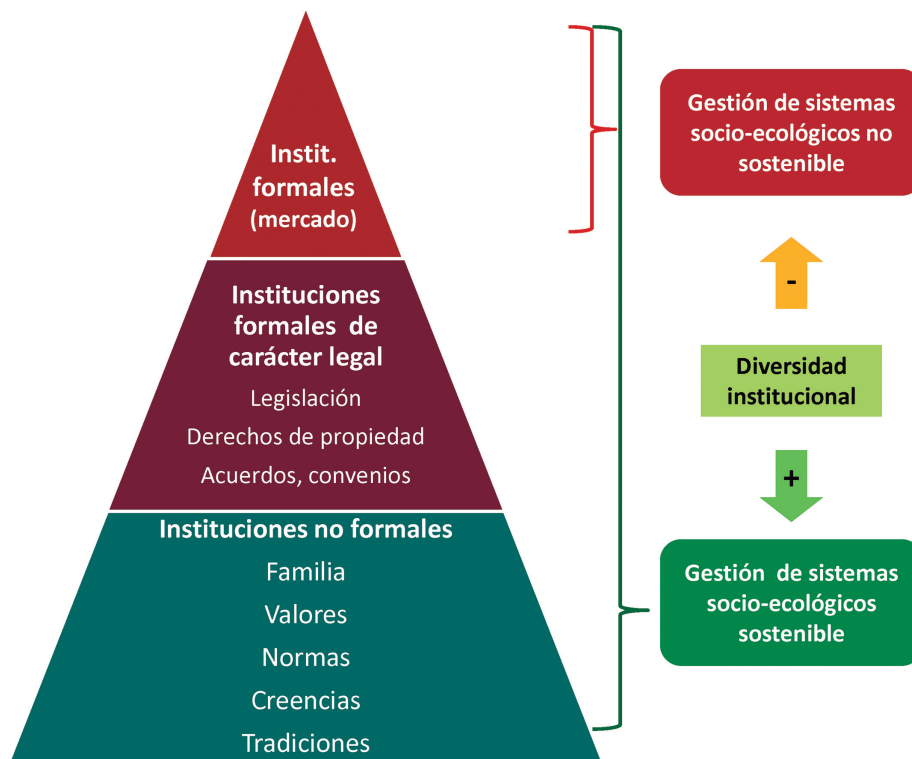 Instit.
formales
(mercado)
Instituciones
formales de
carácter legal
Legislación
Derechos de propiedad
Acuerdos, convenios
Instituciones no formales
Familia
Valores
Normas
Creencias
Tradiciones
Gestión de sistemas
socio-ecológicos no
sostenible
-
Diversidad
institucional
+
Gestión de sistemas
socio-ecológicos
sostenible